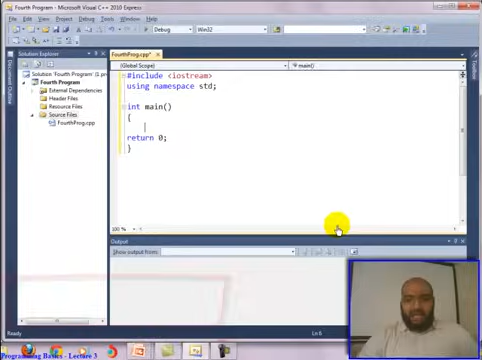 Fourth Program - Microsoft Visual C++ 2010 Express
File Edit View Project Debug Tools Window Help
Debug Win32
Solution Explorer
Solution 'Fourth Program' (1 p
Fourth Program
External Dependencies
Header Files
Resource Files
Source Files
FourthProg.cpp
FourthProg.cpp*
(Global Scope) main()
#include <iostream>
using namespace std;
int main()
{
return 0;
}
100 %
Output
Show output from:
Ready
Ln 6
Programming Basics - Lecture 3